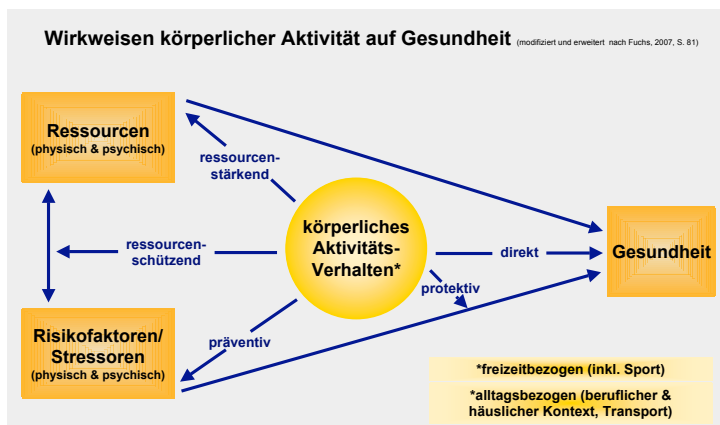 Wirkweisen körperlicher Aktivität auf Gesundheit (modifiziert und erweitert nach Fuchs, 2007, S. 81)
Ressourcen
(physisch & psychisch)
ressourcen-
stärkend
körperliches
Aktivitäts-
Verhalten*
ressourcen-
schützend
direkt
Gesundheit
protektiv
Risikofaktoren/
Stressoren
(physisch & psychisch)
präventiv
*freizeitbezogen (inkl. Sport)
*alltagsbezogen (beruflicher &
häuslicher Kontext, Transport)